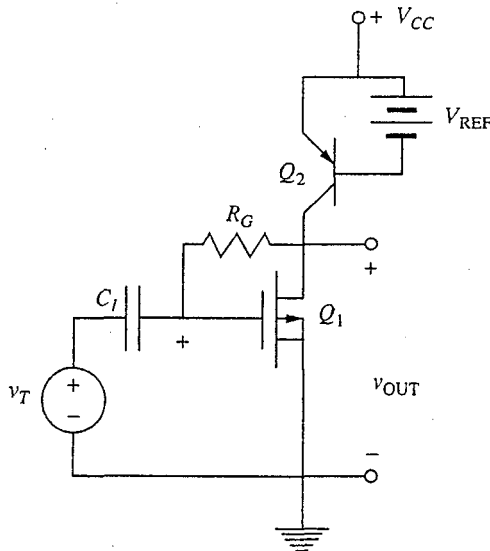 + V_CC
V_REF
Q_2
R_G
+
C_I
+
Q_1
v_T
+
−
v_OUT
−